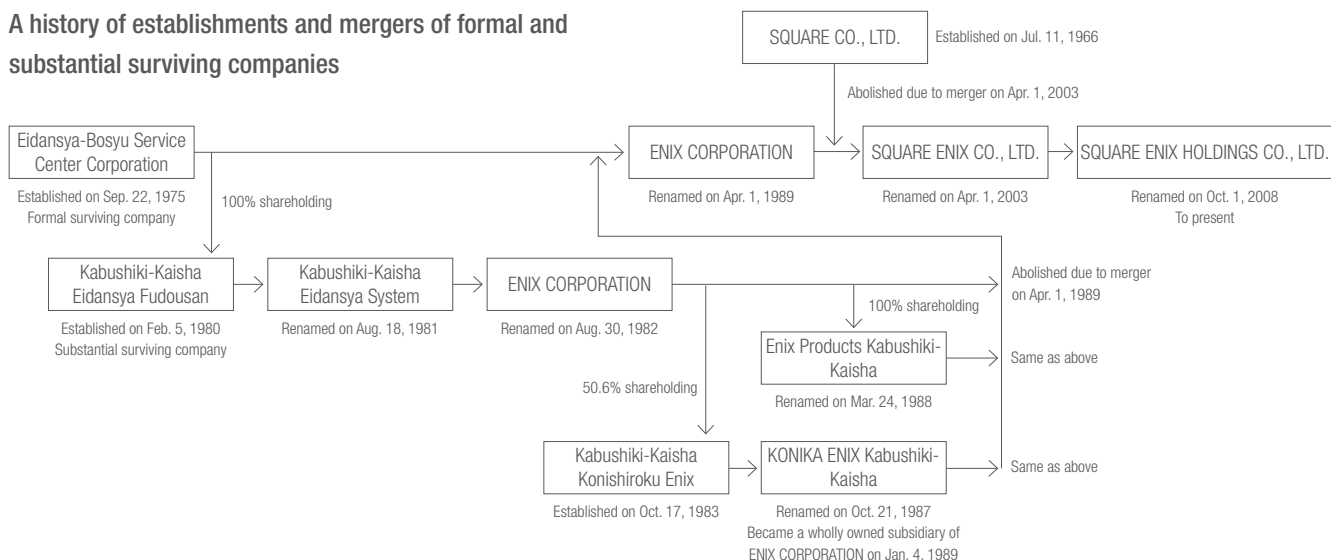 A history of establishments and mergers of formal and
substantial surviving companies
SQUARE CO., LTD.
Established on Jul. 11, 1966
Abolished due to merger on Apr. 1, 2003
Eidansya-Bosyu Service
Center Corporation
Established on Sep. 22, 1975
Formal surviving company
100% shareholding
ENIX CORPORATION
Renamed on Apr. 1, 1989
SQUARE ENIX CO., LTD.
Renamed on Apr. 1, 2003
SQUARE ENIX HOLDINGS CO., LTD.
Renamed on Oct. 1, 2008
To present
Kabushiki-Kaisha
Eidansya Fudousan
Established on Feb. 5, 1980
Substantial surviving company
Kabushiki-Kaisha
Eidansya System
Renamed on Aug. 18, 1981
ENIX CORPORATION
Renamed on Aug. 30, 1982
Abolished due to merger
on Apr. 1, 1989
100% shareholding
Enix Products Kabushiki-
Kaisha
Renamed on Mar. 24, 1988
Same as above
50.6% shareholding
Kabushiki-Kaisha
Konishiroku Enix
Established on Oct. 17, 1983
KONIKA ENIX Kabushiki-
Kaisha
Renamed on Oct. 21, 1987
Became a wholly owned subsidiary of
ENIX CORPORATION on Jan. 4, 1989
Same as above